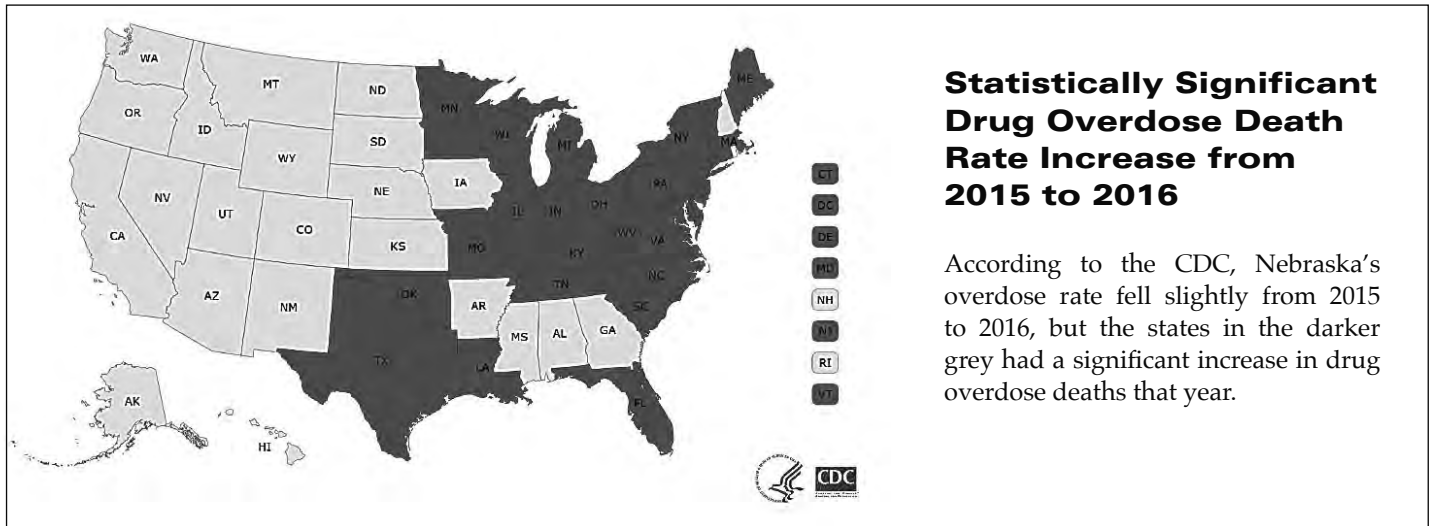 WA
MT
ND
MN
ME
OR
ID
SD
WI
MI
NY
MA
WY
NV
UT
NE
IA
PA
CA
CO
KS
MO
IL
IN
OH
WV
VA
KY
NC
TN
SC
AZ
NM
OK
AR
MS
AL
GA
TX
LA
FL
AK
HI
CT
DC
DE
MD
NH
NJ
RI
VT
CDC
Statistically Significant
Drug Overdose Death
Rate Increase from
2015 to 2016
According to the CDC, Nebraska's
overdose rate fell slightly from 2015
to 2016, but the states in the darker
grey had a significant increase in drug
overdose deaths that year.